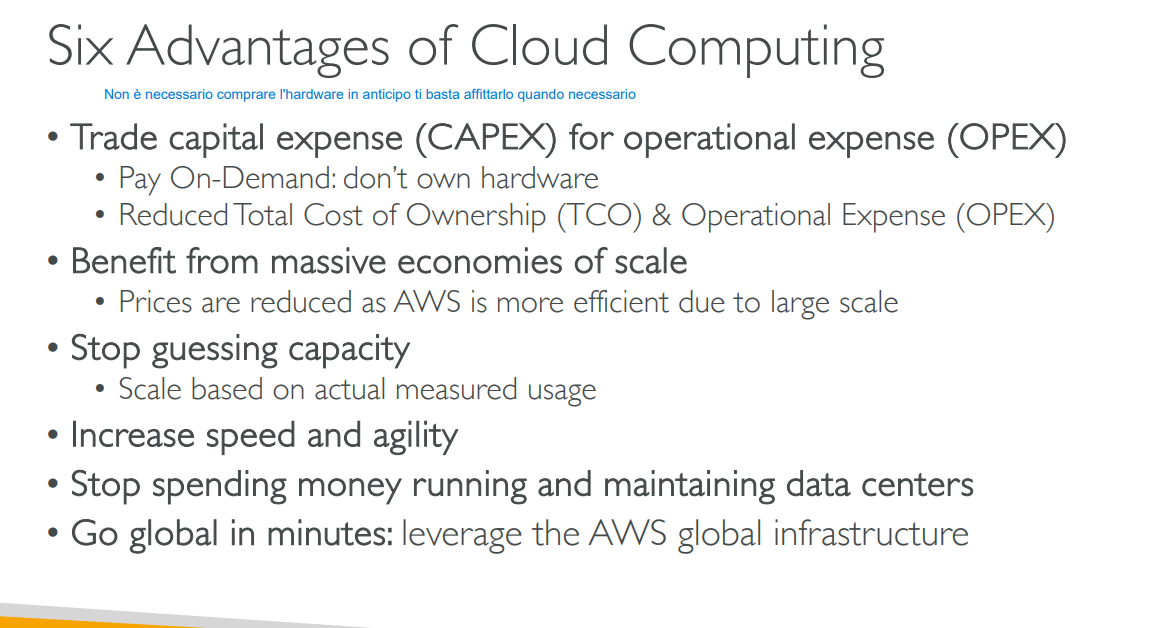 Six Advantages of Cloud Computing
Non è necessario comprare l'hardware in anticipo ti basta affittarlo quando necessario
• Trade capital expense (CAPEX) for operational expense (OPEX)
• Pay On-Demand: don’t own hardware
• Reduced Total Cost of Ownership (TCO) & Operational Expense (OPEX)
• Benefit from massive economies of scale
• Prices are reduced as AWS is more efficient due to large scale
• Stop guessing capacity
• Scale based on actual measured usage
• Increase speed and agility
• Stop spending money running and maintaining data centers
• Go global in minutes: leverage the AWS global infrastructure